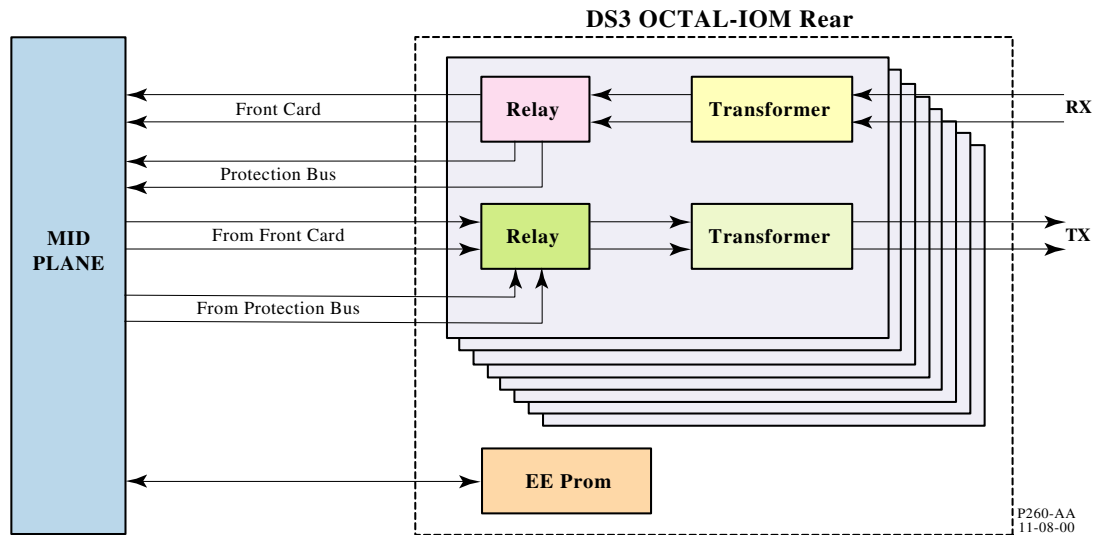 DS3 OCTAL-IOM Rear
Relay
Transformer
RX
Front Card
Protection Bus
MID
PLANE
From Front Card
Relay
Transformer
TX
From Protection Bus
EE Prom
P260-AA
11-08-00